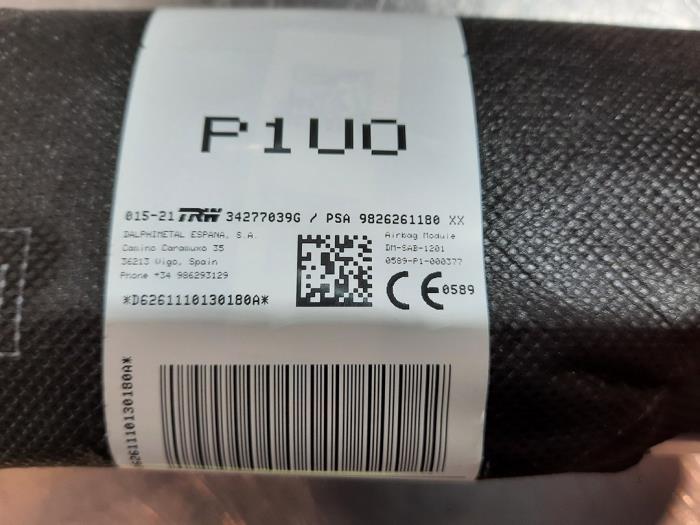 P1U0
015-21 TRW 34277039G / PSA 9826261180 XX
DALPHIMETAL ESPANA, S.A.
Camino Caramuxo 35
36213 Vigo, Spain
Phone +34 986293129
Airbag Module
DM-SAB-1201
0589-P1-000377
*D6261110130180A*
CE 0589
6261110130180A*